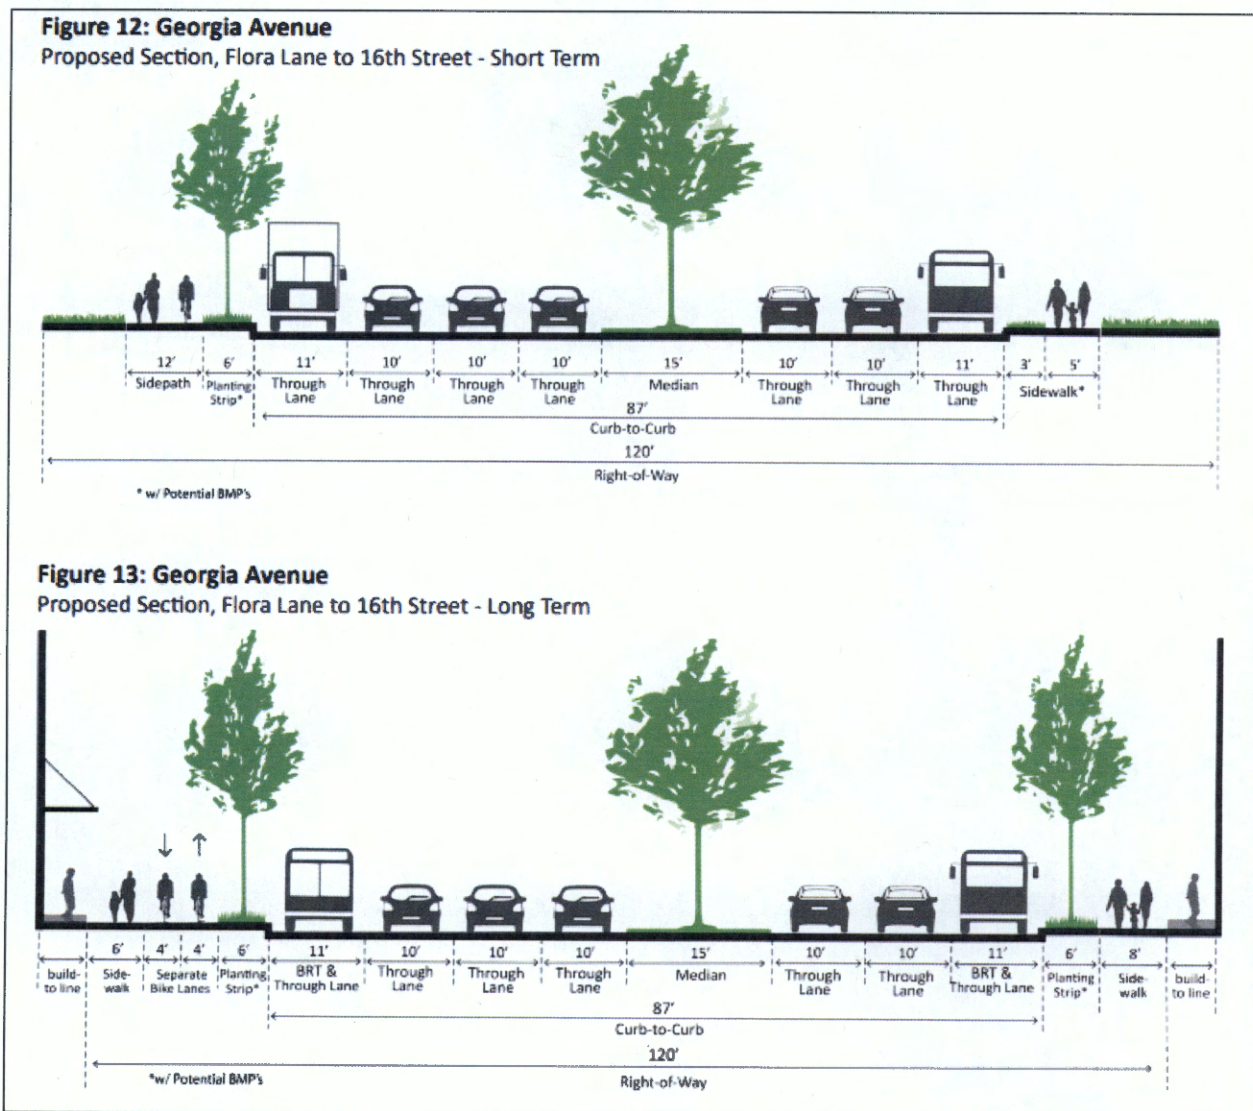 Figure 12: Georgia Avenue
Proposed Section, Flora Lane to 16th Street - Short Term
12' 6' 11' 10' 10' 10' 15' 10' 10' 11' 3' 5'
Sidepath Planting Through Through Through Through Median Through Through Through Sidewalk*
Strip* Lane Lane Lane Lane Lane Lane Lane
87'
Curb-to-Curb
120'
Right-of-Way
* w/ Potential BMP's
Figure 13: Georgia Avenue
Proposed Section, Flora Lane to 16th Street - Long Term
6' 4' 4' 6' 11' 10' 10' 10' 15' 10' 10' 11' 6' 8'
build- Side- Separate Planting BRT & Through Through Through Median Through Through BRT & Planting Side- build-
to line walk Bike Lanes Strip* Through Lane Lane Lane Lane Lane Lane Through Lane Strip* walk to line
87'
Curb-to-Curb
120'
Right-of-Way
*w/ Potential BMP's